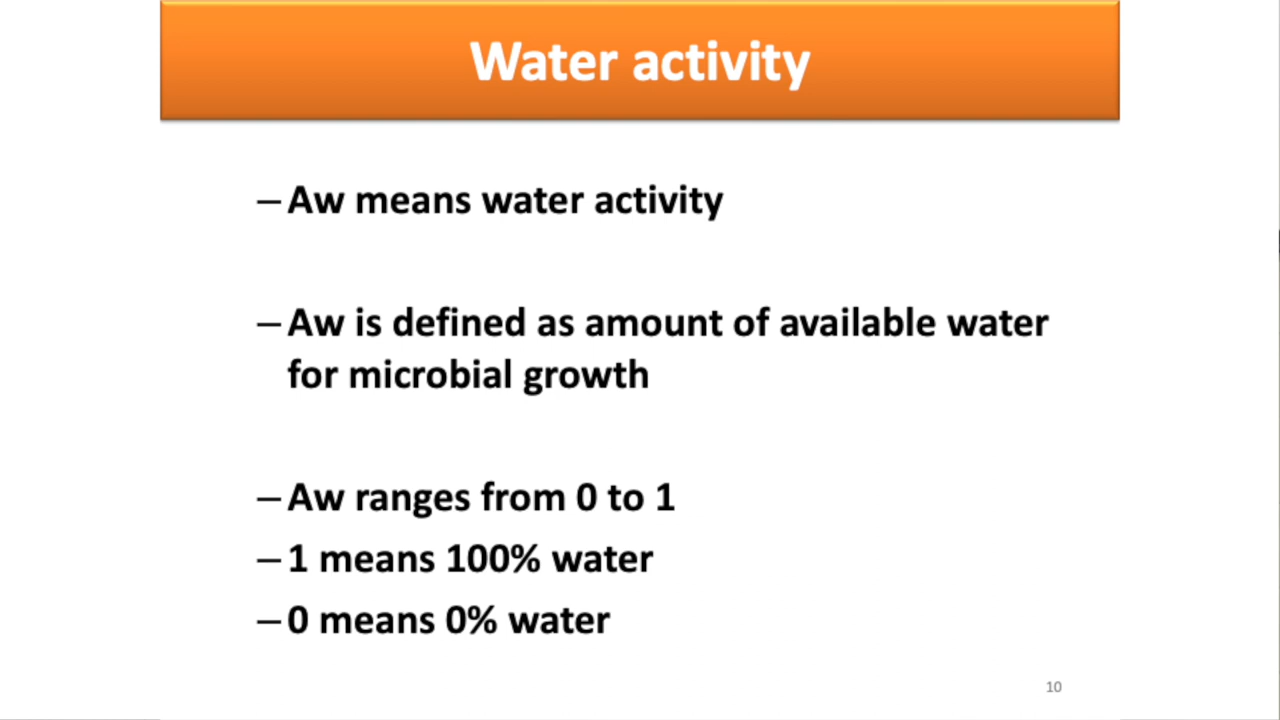 Water activity
– Aw means water activity
– Aw is defined as amount of available water
for microbial growth
– Aw ranges from 0 to 1
– 1 means 100% water
– 0 means 0% water
10